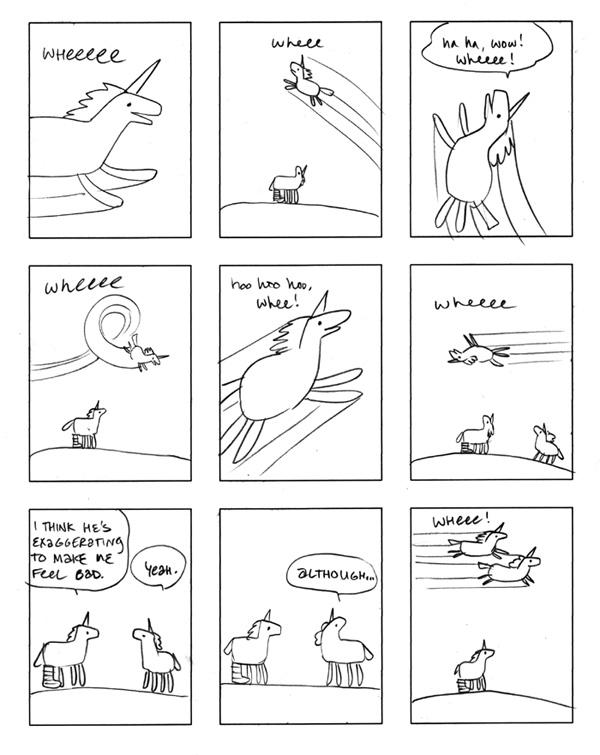 WHEEEEE
wheee
ha ha, wow!
wheeee!
wheeee
hoo hoo hoo,
whee!
wheeee
I THINK HE'S
EXAGGERATING
TO MAKE ME
FEEL BAD.
YEAH.
ALTHOUGH...
WHEEE!